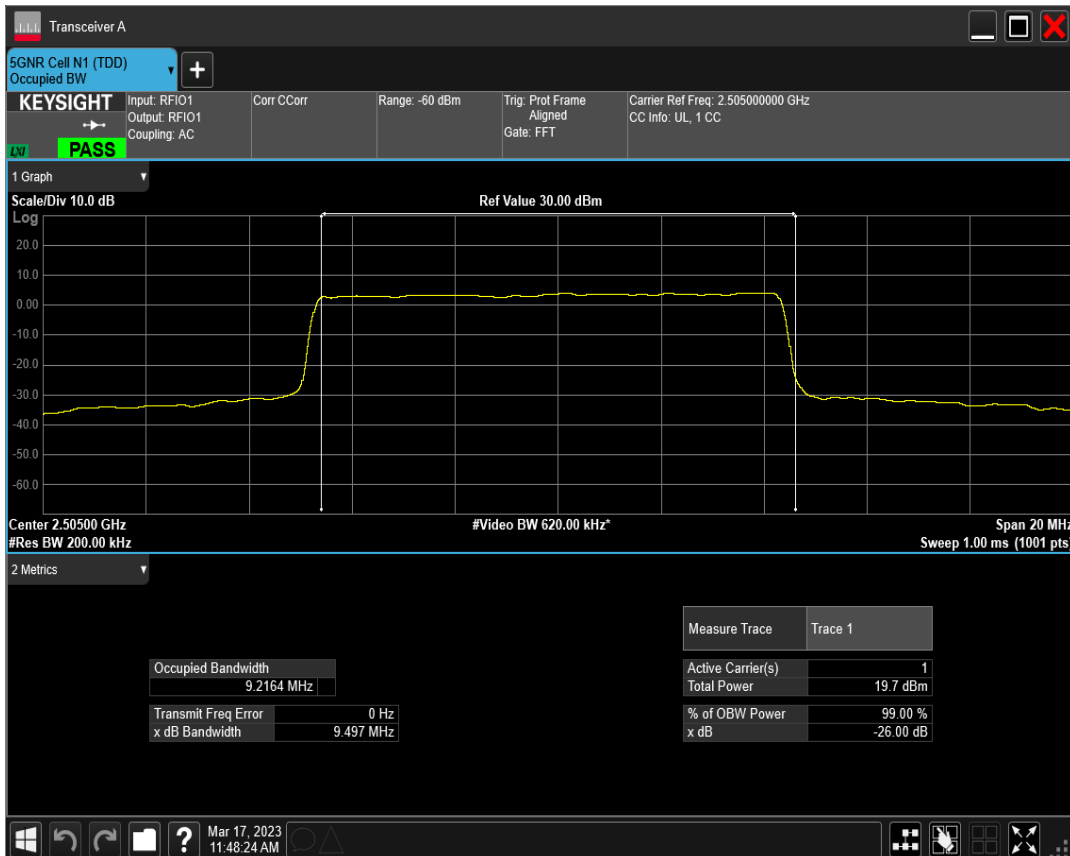 Transceiver A
5GNR Cell N1 (TDD)
Occupied BW
KEYSIGHT
LXI
PASS
Input: RFIO1
Output: RFIO1
Coupling: AC
Corr CCorr
Range: -60 dBm
Trig: Prot Frame
Aligned
Gate: FFT
Carrier Ref Freq: 2.505000000 GHz
CC Info: UL, 1 CC
1 Graph
Scale/Div 10.0 dB
Ref Value 30.00 dBm
Log
20.0
10.0
0.00
-10.0
-20.0
-30.0
-40.0
-50.0
-60.0
Center 2.50500 GHz
#Video BW 620.00 kHz*
Span 20 MHz
#Res BW 200.00 kHz
Sweep 1.00 ms (1001 pts)
2 Metrics
Measure Trace Trace 1
Occupied Bandwidth
9.2164 MHz
Active Carrier(s) 1
Total Power 19.7 dBm
Transmit Freq Error 0 Hz
x dB Bandwidth 9.497 MHz
% of OBW Power 99.00 %
x dB -26.00 dB
?
Mar 17, 2023
11:48:24 AM